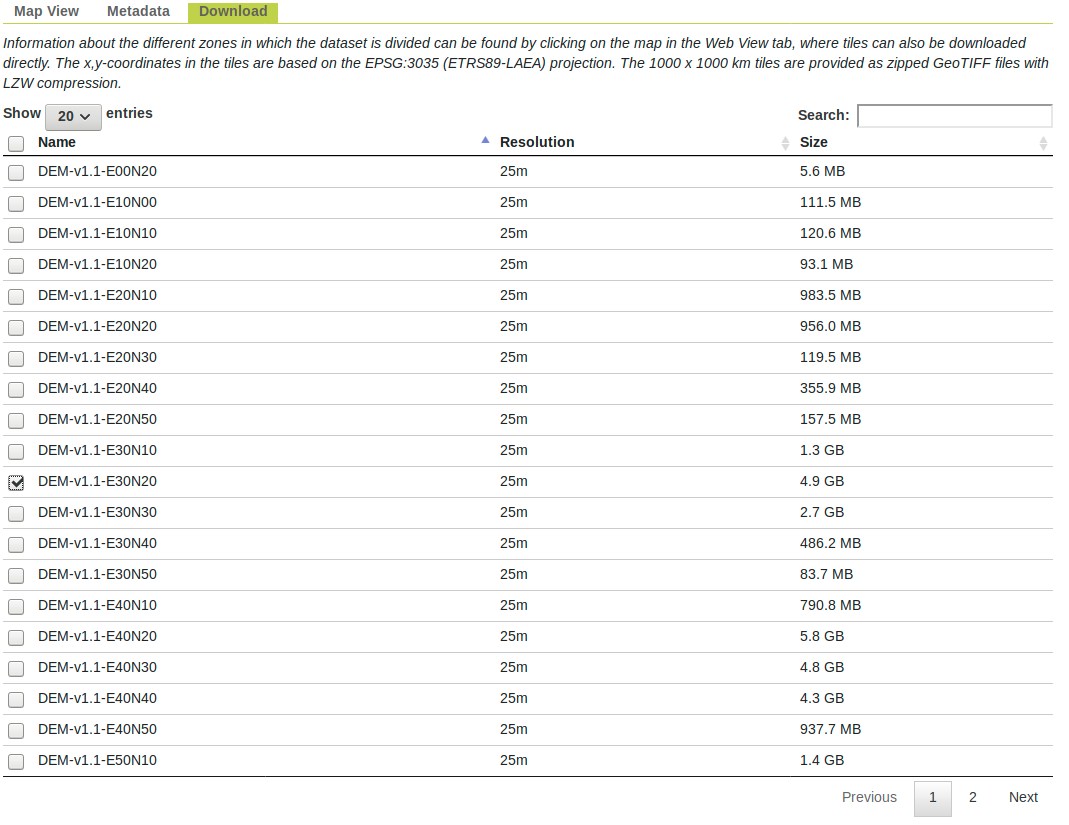 Map View Metadata Download
Information about the different zones in which the dataset is divided can be found by clicking on the map in the Web View tab, where tiles can also be downloaded
directly. The x,y-coordinates in the tiles are based on the EPSG:3035 (ETRS89-LAEA) projection. The 1000 x 1000 km tiles are provided as zipped GeoTIFF files with
LZW compression.
Show 20 entries Search:
Name Resolution Size
DEM-v1.1-E00N20 25m 5.6 MB
DEM-v1.1-E10N00 25m 111.5 MB
DEM-v1.1-E10N10 25m 120.6 MB
DEM-v1.1-E10N20 25m 93.1 MB
DEM-v1.1-E20N10 25m 983.5 MB
DEM-v1.1-E20N20 25m 956.0 MB
DEM-v1.1-E20N30 25m 119.5 MB
DEM-v1.1-E20N40 25m 355.9 MB
DEM-v1.1-E20N50 25m 157.5 MB
DEM-v1.1-E30N10 25m 1.3 GB
DEM-v1.1-E30N20 25m 4.9 GB
DEM-v1.1-E30N30 25m 2.7 GB
DEM-v1.1-E30N40 25m 486.2 MB
DEM-v1.1-E30N50 25m 83.7 MB
DEM-v1.1-E40N10 25m 790.8 MB
DEM-v1.1-E40N20 25m 5.8 GB
DEM-v1.1-E40N30 25m 4.8 GB
DEM-v1.1-E40N40 25m 4.3 GB
DEM-v1.1-E40N50 25m 937.7 MB
DEM-v1.1-E50N10 25m 1.4 GB
Previous 1 2 Next